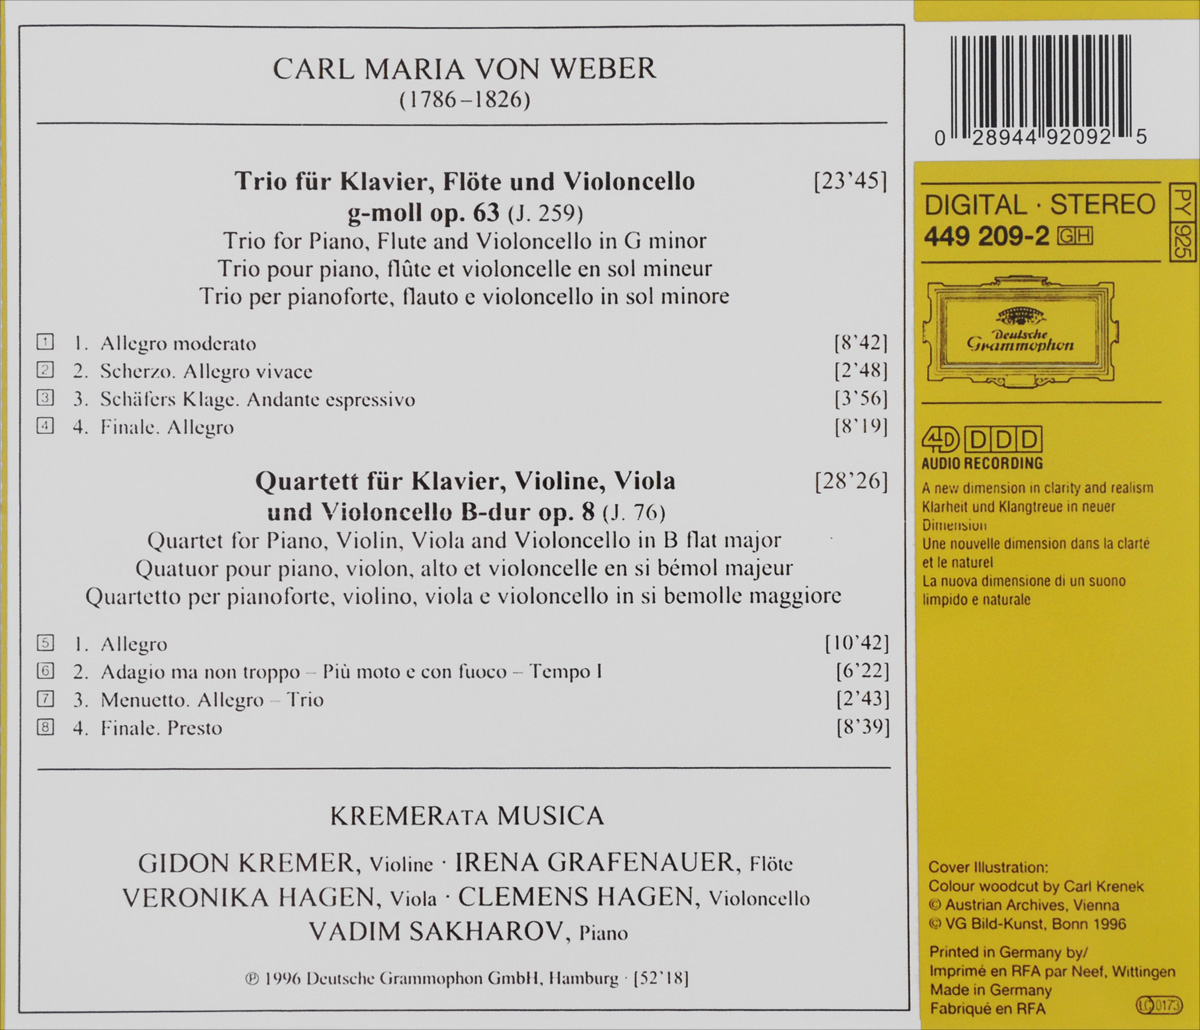 CARL MARIA VON WEBER
(1786–1826)
Trio für Klavier, Flöte und Violoncello [23'45]
g-moll op. 63 (J. 259)
Trio for Piano, Flute and Violoncello in G minor
Trio pour piano, flûte et violoncelle en sol mineur
Trio per pianoforte, flauto e violoncello in sol minore
1 1. Allegro moderato [8'42]
2 2. Scherzo. Allegro vivace [2'48]
3 3. Schäfers Klage. Andante espressivo [3'56]
4 4. Finale. Allegro [8'19]
Quartett für Klavier, Violine, Viola [28'26]
und Violoncello B-dur op. 8 (J. 76)
Quartet for Piano, Violin, Viola and Violoncello in B flat major
Quatuor pour piano, violon, alto et violoncelle en si bémol majeur
Quartetto per pianoforte, violino, viola e violoncello in si bemolle maggiore
5 1. Allegro [10'42]
6 2. Adagio ma non troppo – Più moto e con fuoco – Tempo I [6'22]
7 3. Menuetto. Allegro – Trio [2'43]
8 4. Finale. Presto [8'39]
KREMERATA MUSICA
GIDON KREMER, Violine · IRENA GRAFENAUER, Flöte
VERONIKA HAGEN, Viola · CLEMENS HAGEN, Violoncello
VADIM SAKHAROV, Piano
℗ 1996 Deutsche Grammophon GmbH, Hamburg · [52'18]
0 28944 92092 5
DIGITAL · STEREO
449 209-2 GH
PY 925
Deutsche
Grammophon
4D DDD
AUDIO RECORDING
A new dimension in clarity and realism
Klarheit und Klangtreue in neuer
Dimension
Une nouvelle dimension dans la clarté
et le naturel
La nuova dimensione di un suono
limpido e naturale
Cover Illustration:
Colour woodcut by Carl Krenek
© Austrian Archives, Vienna
© VG Bild-Kunst, Bonn 1996
Printed in Germany by/
Imprimé en RFA par Neef, Wittingen
Made in Germany
Fabriqué en RFA
LC 0173